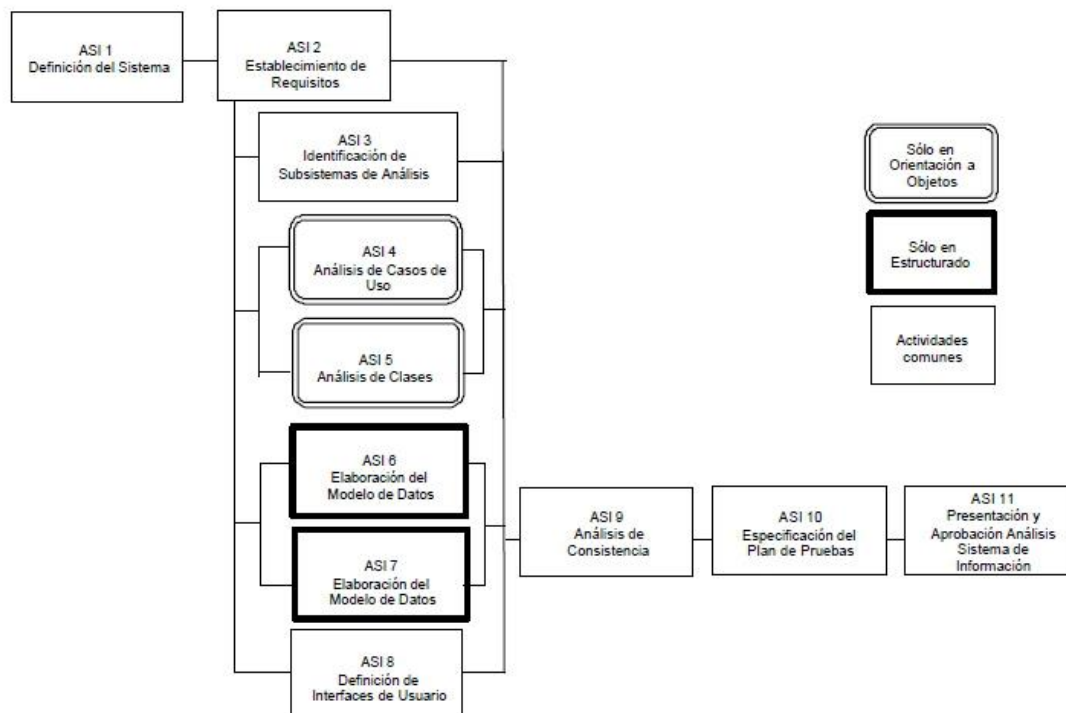 ASI 1
Definición del Sistema
ASI 2
Establecimiento de
Requisitos
ASI 3
Identificación de
Subsistemas de Análisis
Sólo en
Orientación a
Objetos
ASI 4
Análisis de Casos de
Uso
Sólo en
Estructurado
ASI 5
Análisis de Clases
Actividades
comunes
ASI 6
Elaboración del
Modelo de Datos
ASI 7
Elaboración del
Modelo de Datos
ASI 8
Definición de
Interfaces de Usuario
ASI 9
Análisis de
Consistencia
ASI 10
Especificación del
Plan de Pruebas
ASI 11
Presentación y
Aprobación Análisis
Sistema de
Información